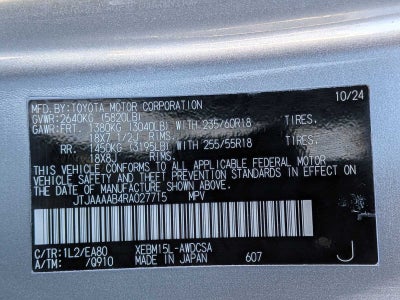 MFD. BY:TOYOTA MOTOR CORPORATION 10/24
GVWR:2640KG (5820LB)
GAWR:FRT. 1380KG (3040LB) WITH 235/60R18 TIRES,
18X7 1/2J RIMS,
RR. 1450KG (3195LB) WITH 255/55R18 TIRES,
18X8J RIMS,
THIS VEHICLE CONFORMS TO ALL APPLICABLE FEDERAL MOTOR
VEHICLE SAFETY AND THEFT PREVENTION STANDARDS IN
EFFECT ON THE DATE OF MANUFACTURE SHOWN ABOVE.
JTJAAAAB4RA027715 MPV
C/TR:1L2/EA80 XEBM15L-AWDCSA
A/TM: /Q910 MADE IN JAPAN 607 J